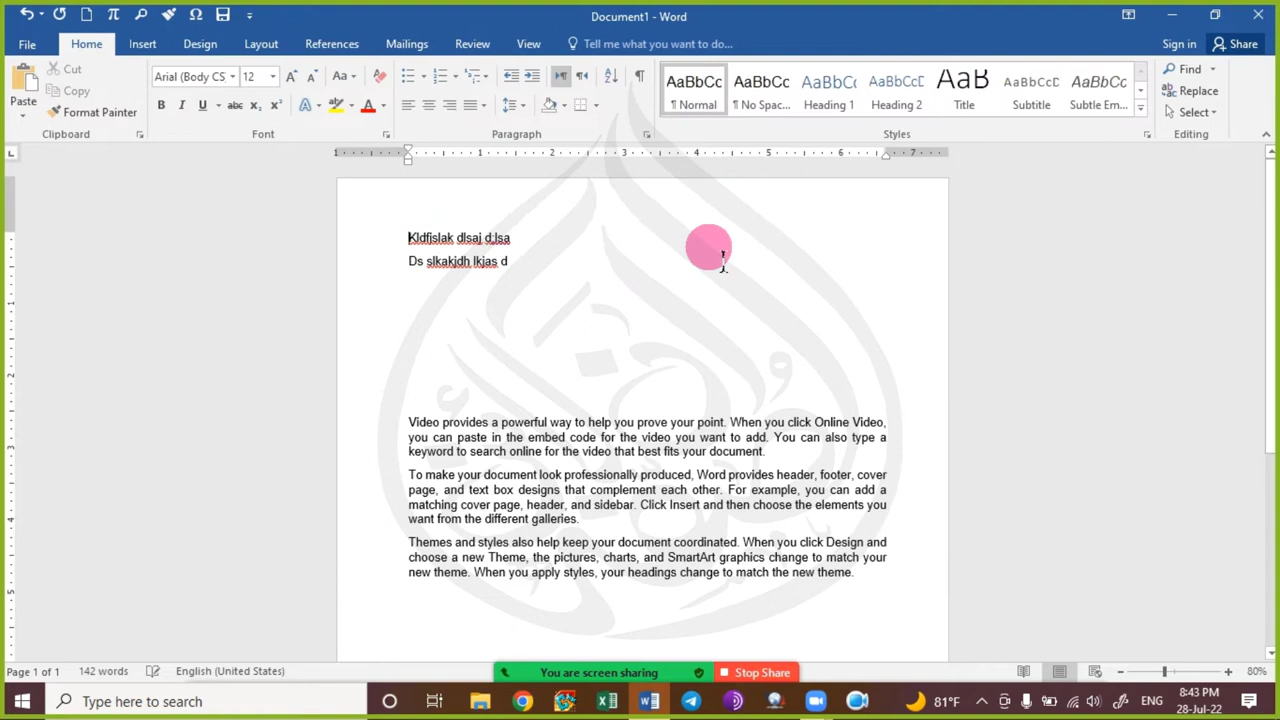 Document1 - Word
File
Home
Insert
Design
Layout
References
Mailings
Review
View
Tell me what you want to do...
Sign in
Share
Paste
Cut
Copy
Format Painter
Clipboard
Arial (Body CS)
12
Font
Paragraph
AaBbCc
¶ Normal
AaBbCc
¶ No Spac...
AaBbC
Heading
AaBbCcD
Heading 2
AaB
Title
AaBbCcD
Subtitle
AaBbCc
Subtle Em...
Styles
Find
Replace
Select
Editing
1 1 2 3 4 5 6 7
Kldfjslak dlsaj d;lsa
Ds slkakjdh lkjas d
Video provides a powerful way to help you prove your point. When you click Online Video,
you can paste in the embed code for the video you want to add. You can also type a
keyword to search online for the video that best fits your document.
To make your document look professionally produced, Word provides header, footer, cover
page, and text box designs that complement each other. For example, you can add a
matching cover page, header, and sidebar. Click Insert and then choose the elements you
want from the different galleries.
Themes and styles also help keep your document coordinated. When you click Design and
choose a new Theme, the pictures, charts, and SmartArt graphics change to match your
new theme. When you apply styles, your headings change to match the new theme.
Page 1 of 1
142 words
English (United States)
You are screen sharing
Stop Share
80%
Type here to search
81°F
ENG
8:43 PM
28-Jul-22